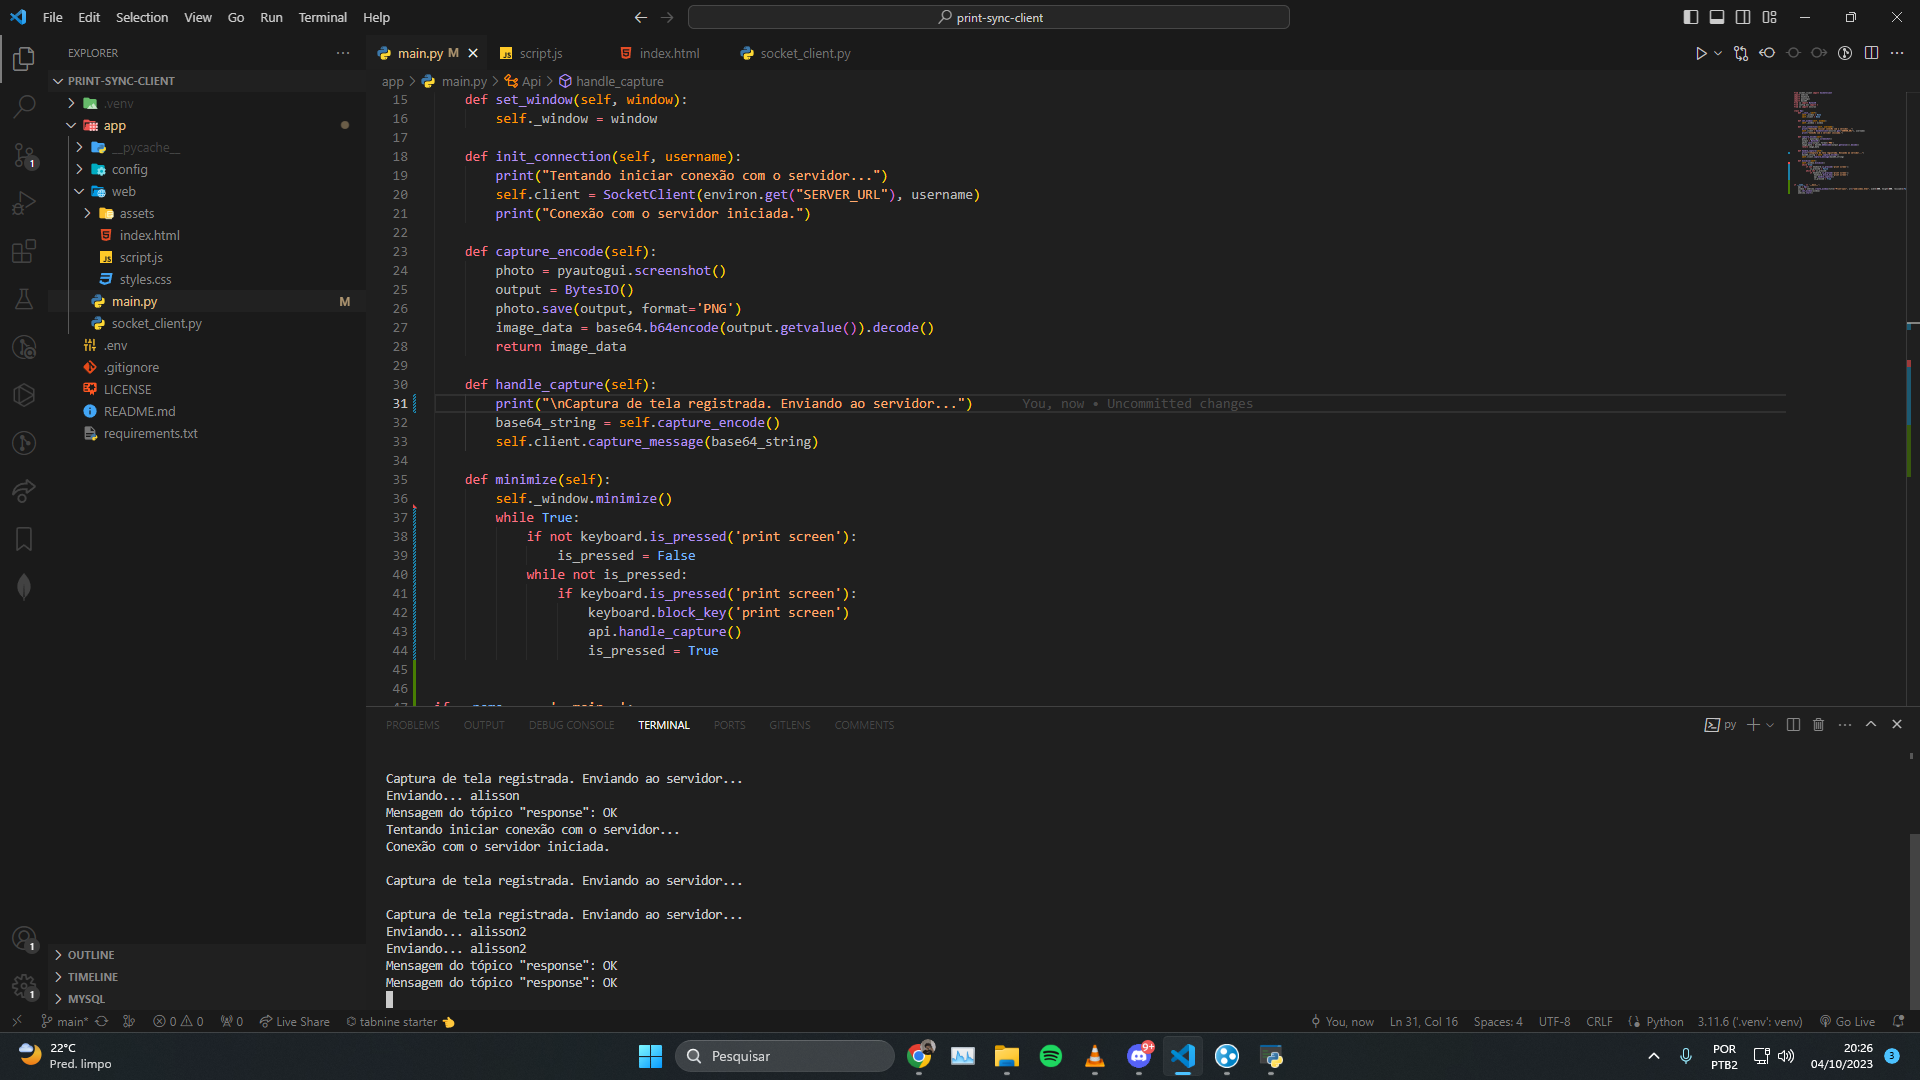 File Edit Selection View Go Run Terminal Help
print-sync-client
EXPLORER
main.py M
script.js
index.html
socket_client.py
PRINT-SYNC-CLIENT
app > main.py > Api > handle_capture
.venv
app
__pycache__
config
web
assets
index.html
script.js
styles.css
main.py M
socket_client.py
.env
.gitignore
LICENSE
README.md
requirements.txt
1
15 def set_window(self, window):
16 self._window = window
17
18 def init_connection(self, username):
19 print("Tentando iniciar conexão com o servidor...")
20 self.client = SocketClient(environ.get("SERVER_URL"), username)
21 print("Conexão com o servidor iniciada.")
22
23 def capture_encode(self):
24 photo = pyautogui.screenshot()
25 output = BytesIO()
26 photo.save(output, format='PNG')
27 image_data = base64.b64encode(output.getvalue()).decode()
28 return image_data
29
30 def handle_capture(self):
31 print("\nCaptura de tela registrada. Enviando ao servidor...") You, now • Uncommitted changes
32 base64_string = self.capture_encode()
33 self.client.capture_message(base64_string)
34
35 def minimize(self):
36 self._window.minimize()
37 while True:
38 if not keyboard.is_pressed('print screen'):
39 is_pressed = False
40 while not is_pressed:
41 if keyboard.is_pressed('print screen'):
42 keyboard.block_key('print screen')
43 api.handle_capture()
44 is_pressed = True
45
46
PROBLEMS OUTPUT DEBUG CONSOLE TERMINAL PORTS GITLENS COMMENTS
py
Captura de tela registrada. Enviando ao servidor...
Enviando... alisson
Mensagem do tópico "response": OK
Tentando iniciar conexão com o servidor...
Conexão com o servidor iniciada.
Captura de tela registrada. Enviando ao servidor...
Captura de tela registrada. Enviando ao servidor...
Enviando... alisson2
Enviando... alisson2
Mensagem do tópico "response": OK
Mensagem do tópico "response": OK
1
1
OUTLINE
TIMELINE
MYSQL
main* 0 0 0 Live Share tabnine starter
You, now Ln 31, Col 16 Spaces: 4 UTF-8 CRLF Python 3.11.6 ('.venv': venv) Go Live
22°C
Pred. limpo
Pesquisar
9+
POR
PTB2
20:26
04/10/2023
3